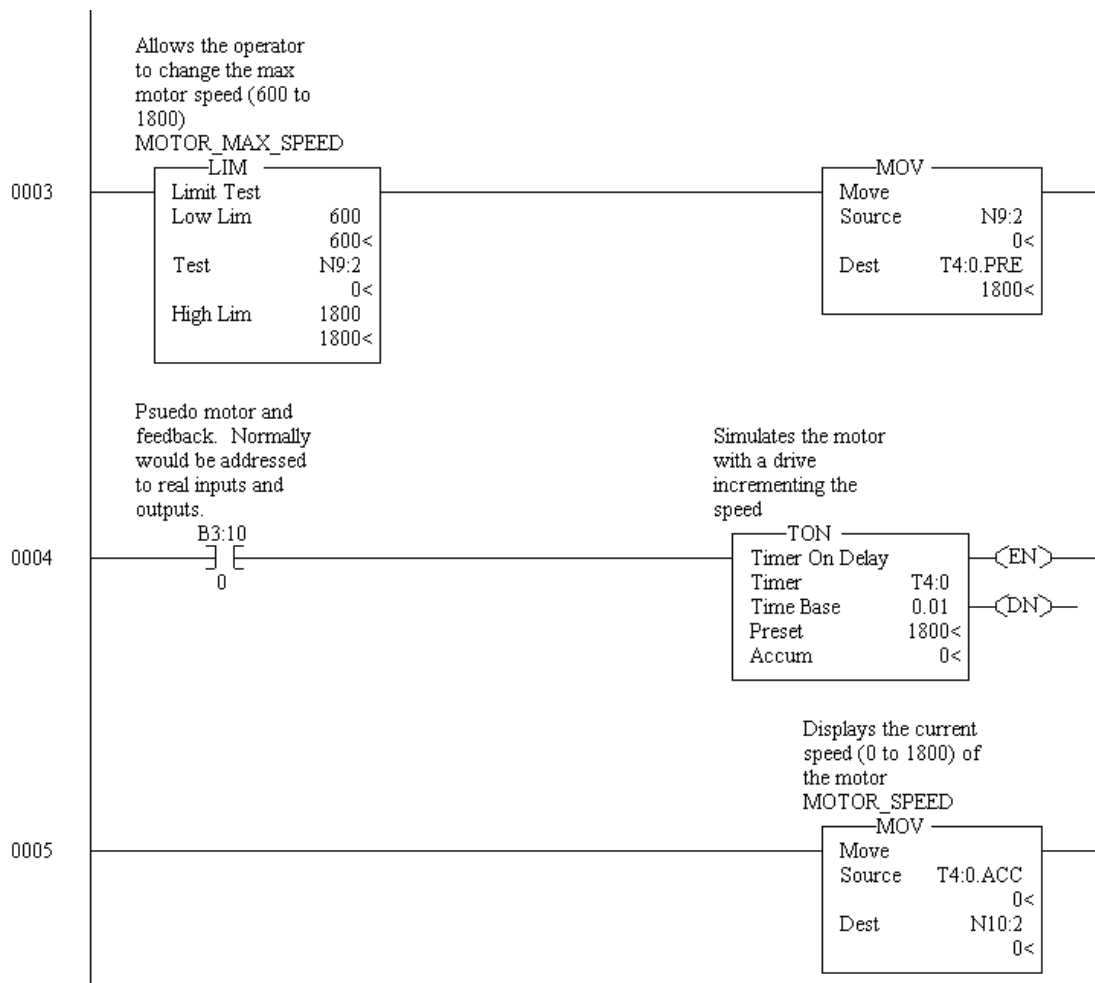 Allows the operator
to change the max
motor speed (600 to
1800)
MOTOR_MAX_SPEED
LIM
Limit Test
Low Lim 600
600<
Test N9:2
0<
High Lim 1800
1800<
0003
MOV
Move
Source N9:2
0<
Dest T4:0.PRE
1800<
Psuedo motor and
feedback. Normally
would be addressed
to real inputs and
outputs.
B3:10
0
0004
Simulates the motor
with a drive
incrementing the
speed
TON
Timer On Delay
Timer T4:0
Time Base 0.01
Preset 1800<
Accum 0<
EN
DN
Displays the current
speed (0 to 1800) of
the motor
MOTOR_SPEED
0005
MOV
Move
Source T4:0.ACC
0<
Dest N10:2
0<